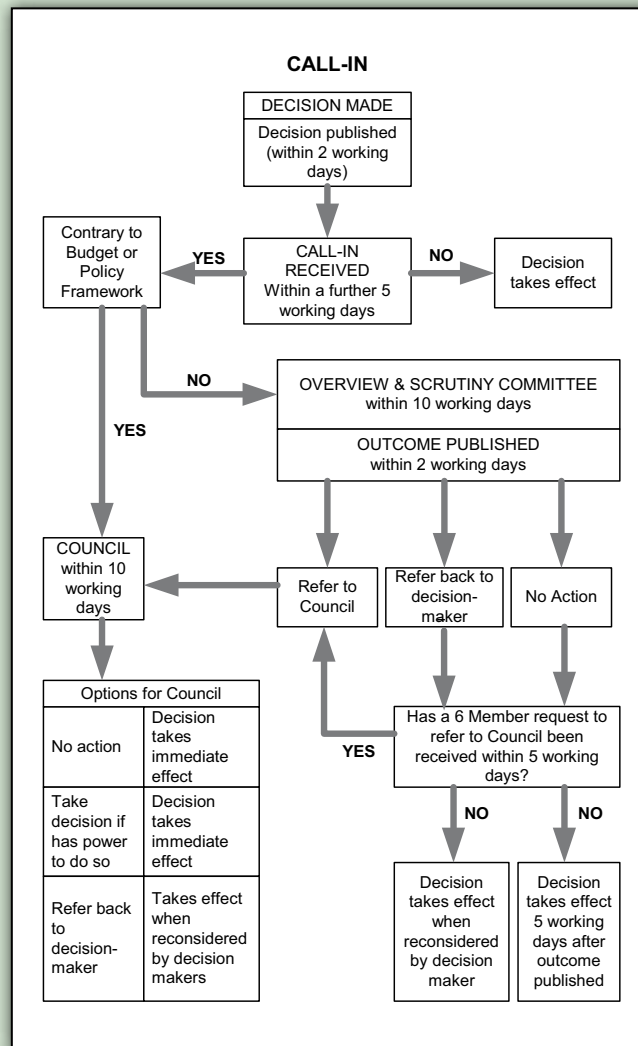 CALL-IN
DECISION MADE
Decision published
(within 2 working
days)
Contrary to
Budget or
Policy
Framework
YES
CALL-IN
RECEIVED
Within a further 5
working days
NO
Decision
takes effect
NO
YES
OVERVIEW & SCRUTINY COMMITTEE
within 10 working days
OUTCOME PUBLISHED
within 2 working days
COUNCIL
within 10
working
days
Refer to
Council
Refer back to
decision-
maker
No Action
Options for Council
No action
Decision
takes
immediate
effect
Take
decision if
has power
to do so
Decision
takes
immediate
effect
Refer back
to
decision-
maker
Takes effect
when
reconsidered
by decision
makers
YES
Has a 6 Member request to
refer to Council been
received within 5 working
days?
NO
NO
Decision
takes effect
when
reconsidered
by decision
maker
Decision
takes effect
5 working
days after
outcome
published